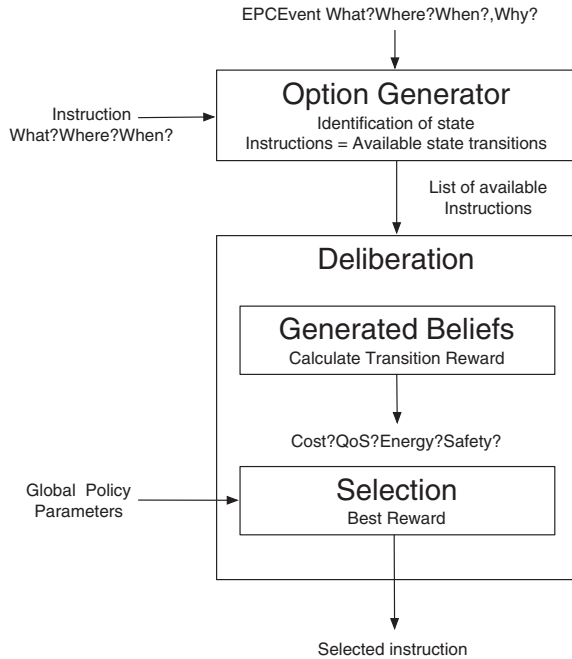 EPCEvent What?Where?When?,Why?
Option Generator
Identification of state
Instructions = Available state transitions
Instruction
What?Where?When?
List of available
Instructions
Deliberation
Generated Beliefs
Calculate Transition Reward
Cost?QoS?Energy?Safety?
Global Policy
Parameters
Selection
Best Reward
Selected instruction